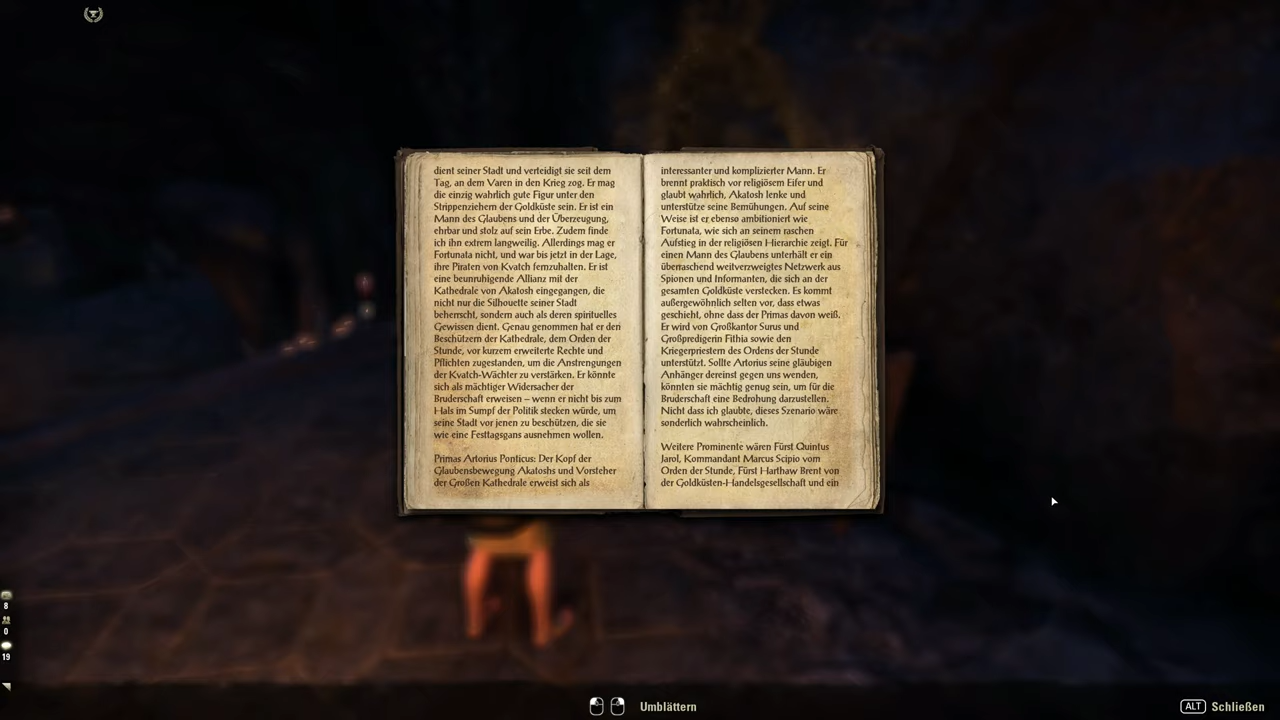 dient seiner Stadt und verteidigt sie seit dem
Tag, an dem Varen in den Krieg zog. Er mag
die einzig wahrlich gute Figur unter den
Strippenziehern der Goldküste sein. Er ist ein
Mann des Glaubens und der Überzeugung,
ehrbar und stolz auf sein Erbe. Zudem finde
ich ihn extrem langweilig. Allerdings mag er
Fortunata nicht, und war bis jetzt in der Lage,
ihre Piraten von Kvatch fernzuhalten. Er ist
eine beunruhigende Allianz mit der
Kathedrale von Akatosh eingegangen, die
nicht nur die Silhouette seiner Stadt
beherrscht, sondern auch als deren spirituelles
Gewissen dient. Genau genommen hat er den
Beschützern der Kathedrale, dem Orden der
Stunde, vor kurzem erweiterte Rechte und
Pflichten zugestanden, um die Anstrengungen
der Kvatch-Wächter zu verstärken. Er könnte
sich als mächtiger Widersacher der
Bruderschaft erweisen – wenn er nicht bis zum
Hals im Sumpf der Politik stecken würde, um
seine Stadt vor jenen zu beschützen, die sie
wie eine Festtagsgans ausnehmen wollen.
Primas Artorius Ponticus: Der Kopf der
Glaubensbewegung Akatoshs und Vorsteher
der Großen Kathedrale erweist sich als
interessanter und komplizierter Mann. Er
brennt praktisch vor religiösem Eifer und
glaubt wahrlich, Akatosh lenke und
unterstütze seine Bemühungen. Auf seine
Weise ist er ebenso ambitioniert wie
Fortunata, wie sich an seinem raschen
Aufstieg in der religiösen Hierarchie zeigt. Für
einen Mann des Glaubens unterhält er ein
überraschend weitverzweigtes Netzwerk aus
Spionen und Informanten, die sich an der
gesamten Goldküste verstecken. Es kommt
außergewöhnlich selten vor, dass etwas
geschieht, ohne dass der Primas davon weiß.
Er wird von Großkantor Surus und
Großpredigerin Fithia sowie den
Kriegerpriestern des Ordens der Stunde
unterstützt. Sollte Artorius seine gläubigen
Anhänger dereinst gegen uns wenden,
könnten sie mächtig genug sein, um für die
Bruderschaft eine Bedrohung darzustellen.
Nicht dass ich glaubte, dieses Szenario wäre
sonderlich wahrscheinlich.
Weitere Prominente wären Fürst Quintus
Jarol, Kommandant Marcus Scipio vom
Orden der Stunde, Fürst Harthaw Brent von
der Goldküsten-Handelsgesellschaft und ein
8
0
19
Umblättern
ALT Schließen